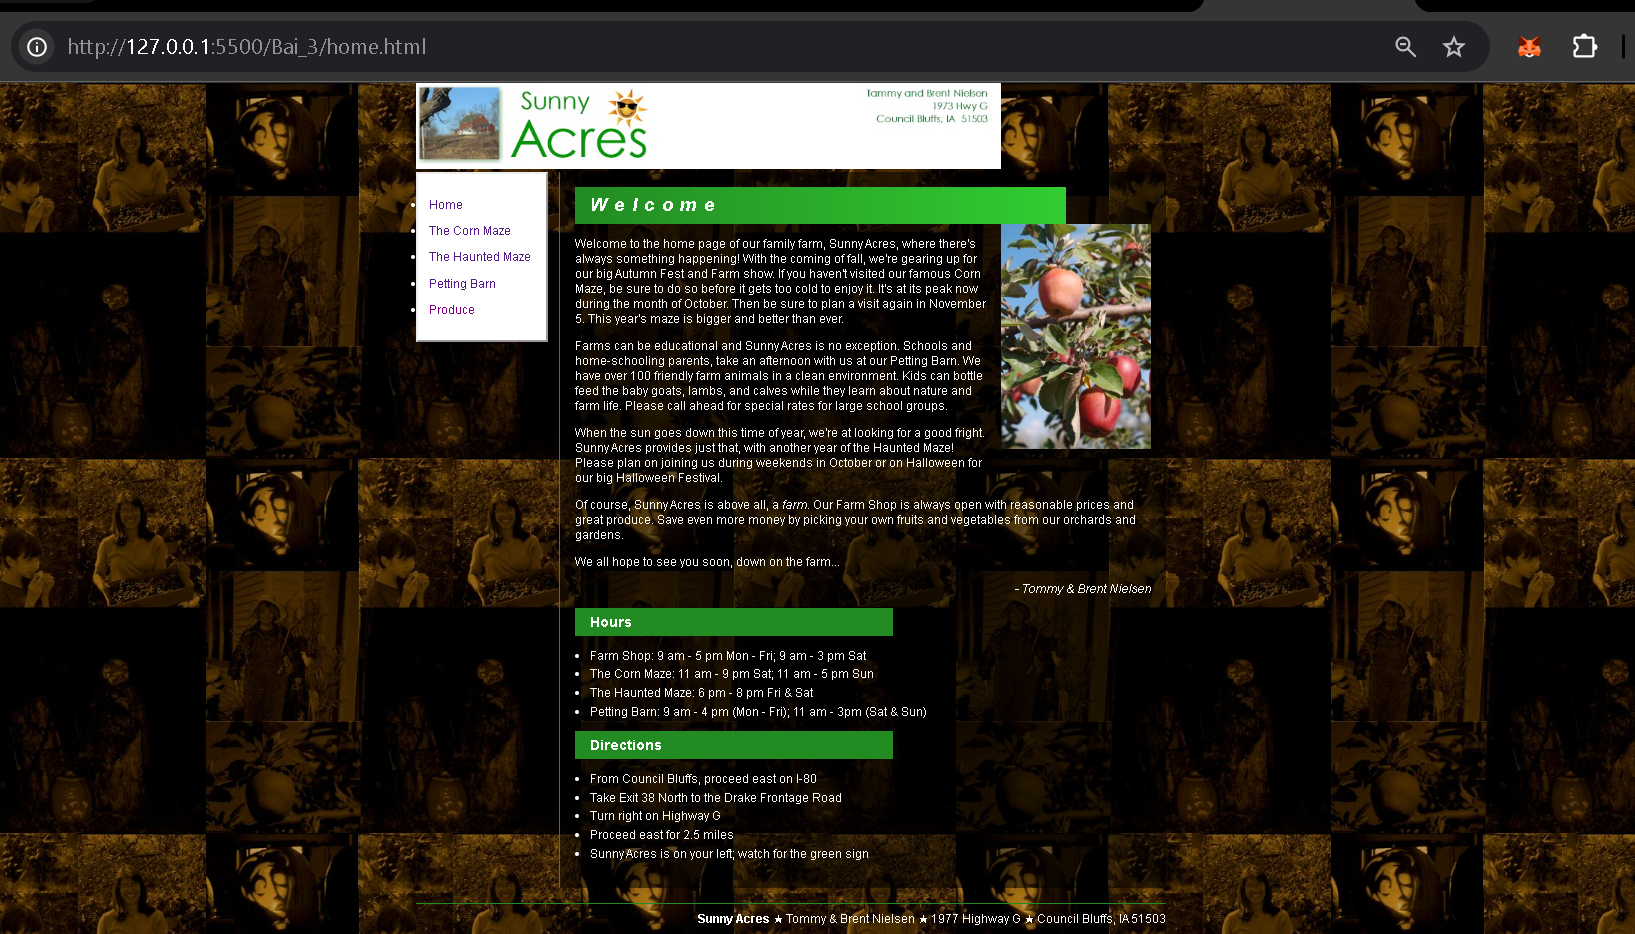 http://127.0.0.1:5500/Bai_3/home.html
Sunny
Acres
Tammy and Brent Nielsen
1973 Hwy G
Council Bluffs, IA 51503
Home
The Corn Maze
The Haunted Maze
Petting Barn
Produce
Welcome
Welcome to the home page of our family farm, Sunny Acres, where there's
always something happening! With the coming of fall, we're gearing up for
our big Autumn Fest and Farm show. If you haven't visited our famous Corn
Maze, be sure to do so before it gets too cold to enjoy it. It's at its peak now
during the month of October. Then be sure to plan a visit again in November
5. This year's maze is bigger and better than ever.
Farms can be educational and Sunny Acres is no exception. Schools and
home-schooling parents, take an afternoon with us at our Petting Barn. We
have over 100 friendly farm animals in a clean environment. Kids can bottle
feed the baby goats, lambs, and calves while they learn about nature and
farm life. Please call ahead for special rates for large school groups.
When the sun goes down this time of year, we're at looking for a good fright.
Sunny Acres provides just that, with another year of the Haunted Maze!
Please plan on joining us during weekends in October or on Halloween for
our big Halloween Festival.
Of course, Sunny Acres is above all, a farm. Our Farm Shop is always open with reasonable prices and
great produce. Save even more money by picking your own fruits and vegetables from our orchards and
gardens.
We all hope to see you soon, down on the farm...
- Tommy & Brent Nielsen
Hours
• Farm Shop: 9 am - 5 pm Mon - Fri; 9 am - 3 pm Sat
• The Corn Maze: 11 am - 9 pm Sat; 11 am - 5 pm Sun
• The Haunted Maze: 6 pm - 8 pm Fri & Sat
• Petting Barn: 9 am - 4 pm (Mon - Fri); 11 am - 3pm (Sat & Sun)
Directions
• From Council Bluffs, proceed east on I-80
• Take Exit 38 North to the Drake Frontage Road
• Turn right on Highway G
• Proceed east for 2.5 miles
• Sunny Acres is on your left; watch for the green sign
Sunny Acres ★ Tommy & Brent Nielsen ★ 1977 Highway G ★ Council Bluffs, IA 51503